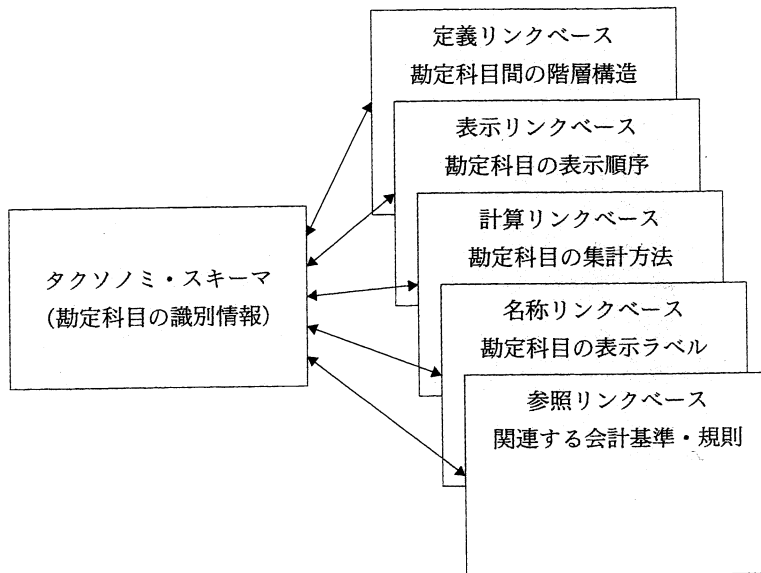 定義リンクベース
勘定科目間の階層構造
表示リンクベース
勘定科目の表示順序
計算リンクベース
勘定科目の集計方法
タクソノミ・スキーマ
(勘定科目の識別情報)
名称リンクベース
勘定科目の表示ラベル
参照リンクベース
関連する会計基準・規則